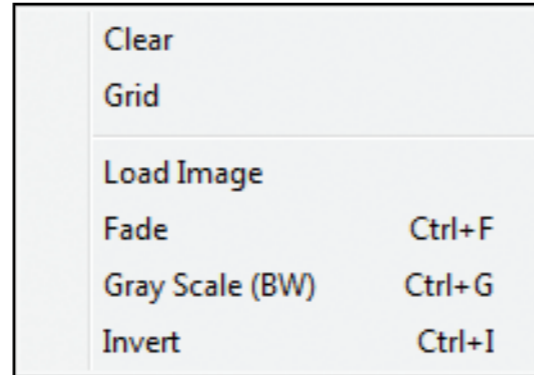 Clear
Grid
Load Image
Fade Ctrl+F
Gray Scale (BW) Ctrl+G
Invert Ctrl+I